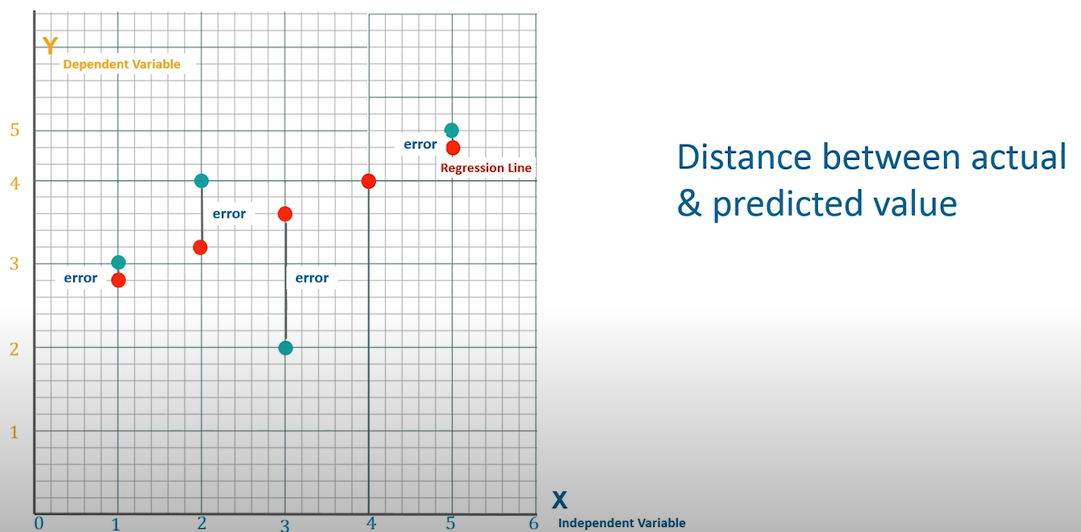 Y
Dependent Variable
5
error
Regression Line
4
error
3
error
error
2
1
0 1 2 3 4 5 6
X
Independent Variable
Distance between actual
& predicted value